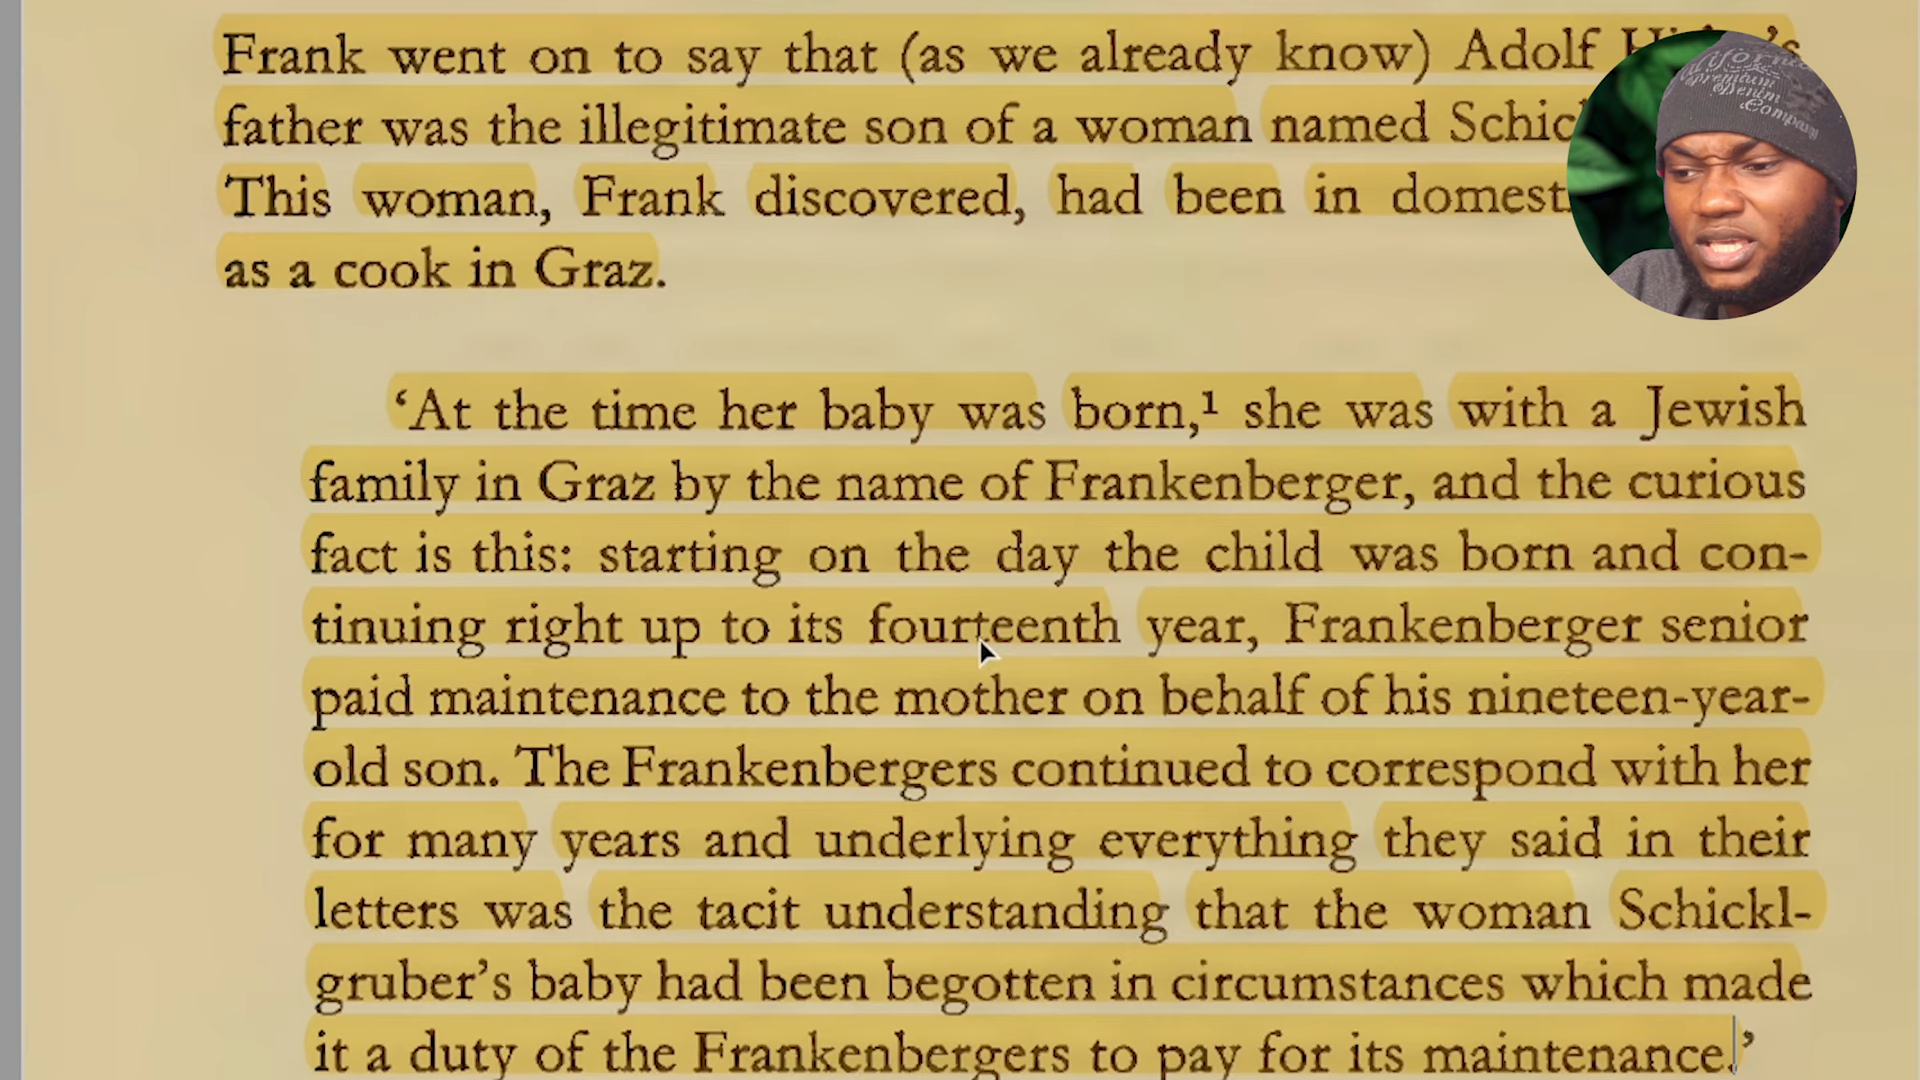 Frank went on to say that (as we already know) Adolf
father was the illegitimate son of a woman named
This woman, Frank discovered, had been in
as a cook in Graz.
‘At the time her baby was born,¹ she was with a Jewish
family in Graz by the name of Frankenberger, and the curious
fact is this: starting on the day the child was born and con-
tinuing right up to its fourteenth year, Frankenberger senior
paid maintenance to the mother on behalf of his nineteen-year-
old son. The Frankenbergers continued to correspond with her
for many years and underlying everything they said in their
letters was the tacit understanding that the woman Schickl-
gruber’s baby had been begotten in circumstances which made
it a duty of the Frankenbergers to pay for its maintenance.’
premium
Denim
Company